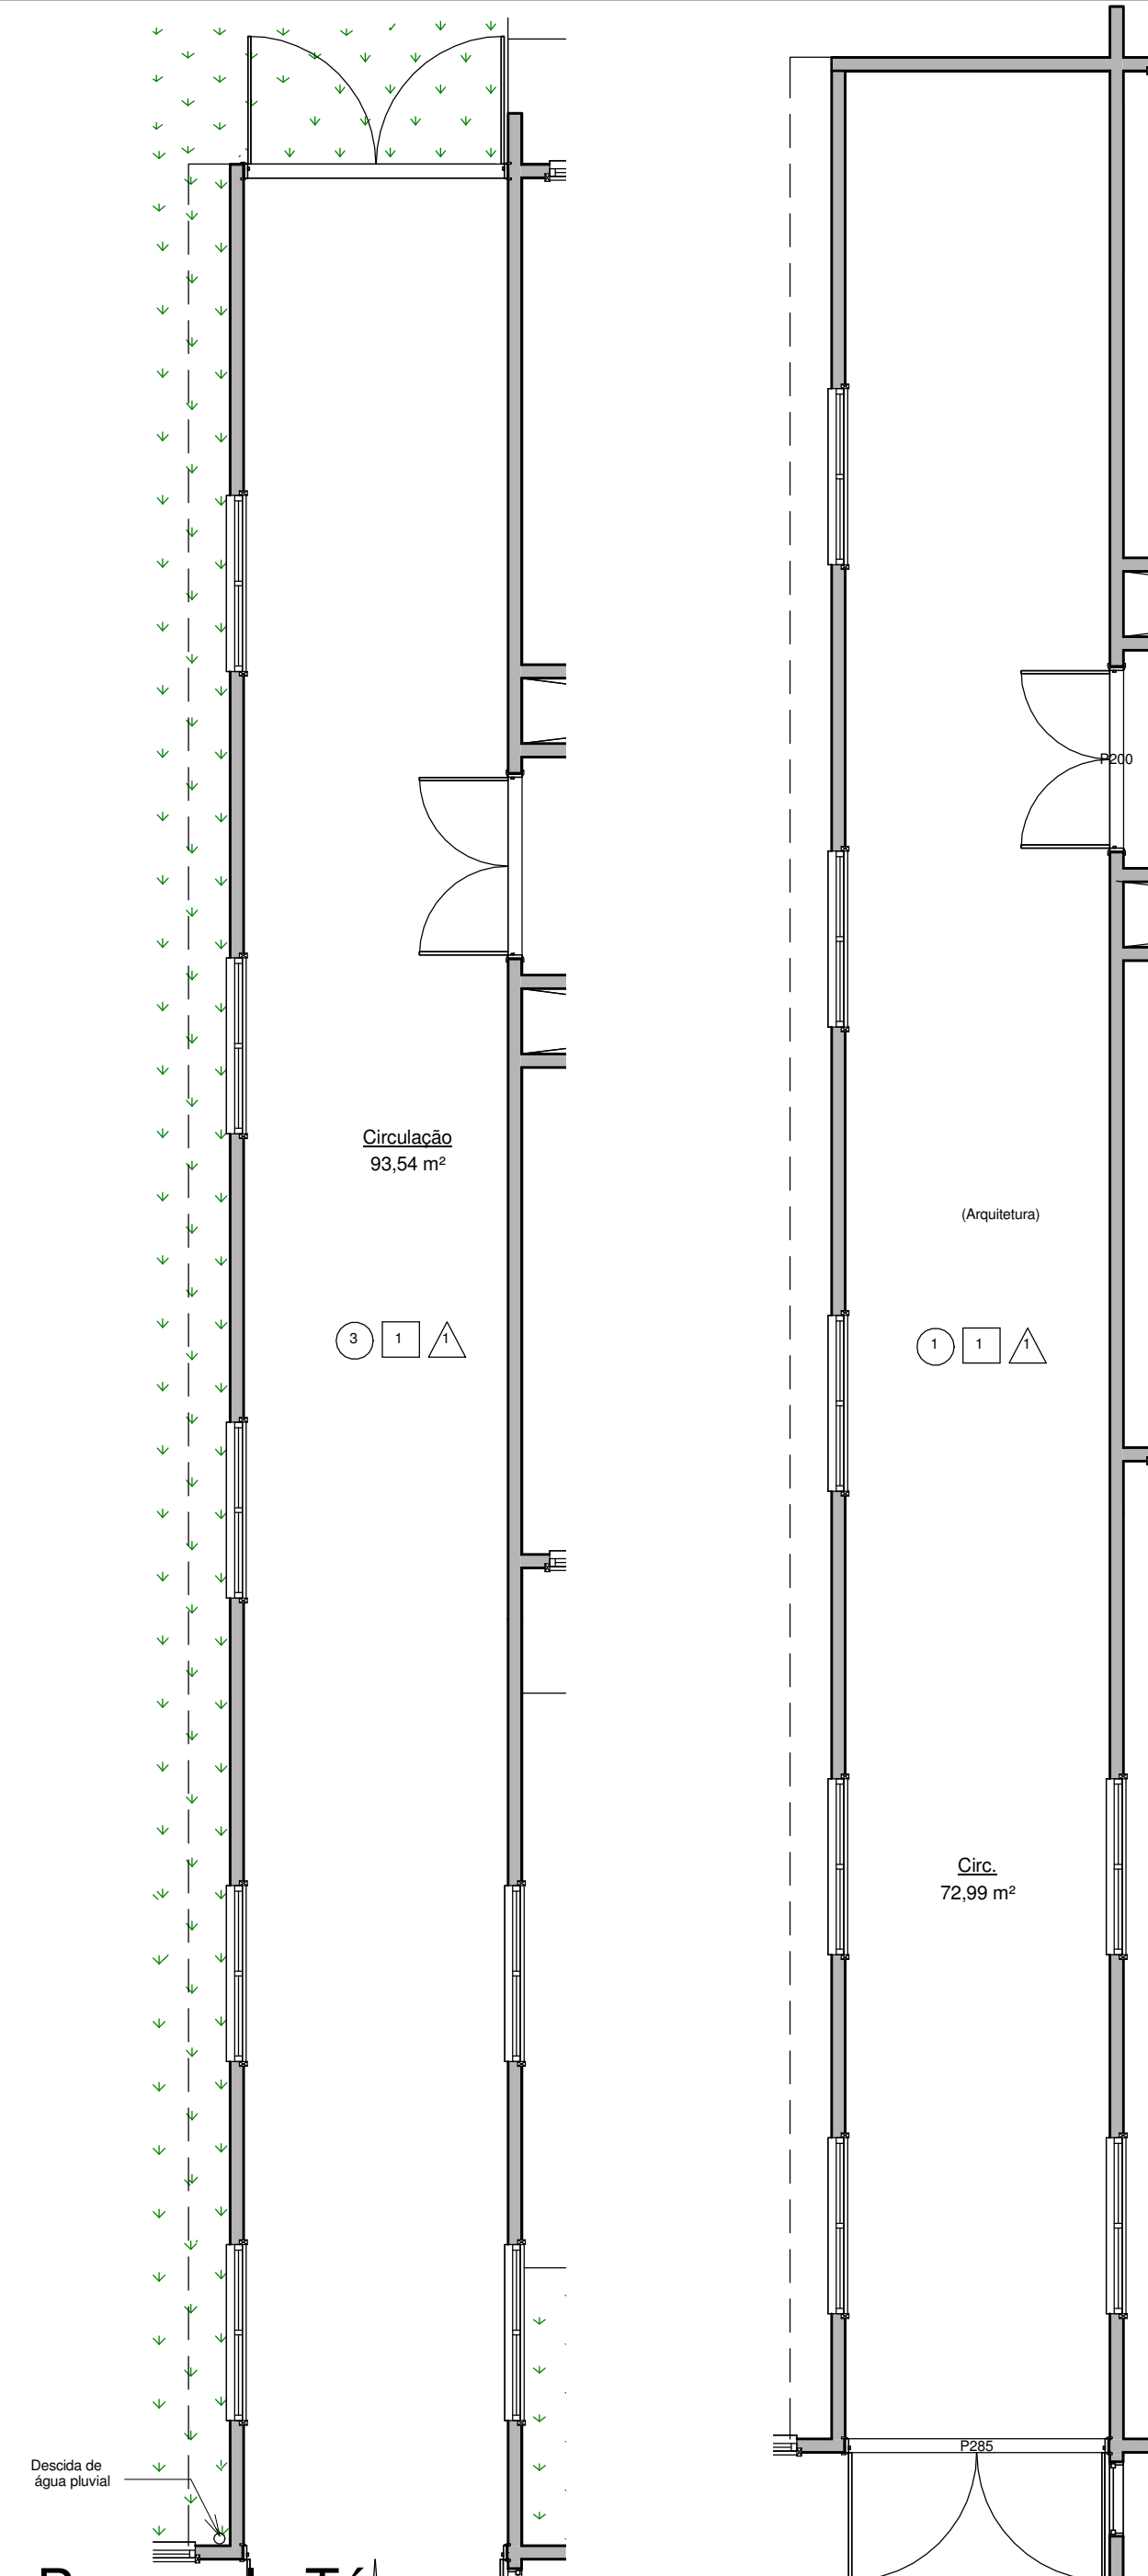 P200
Circulação
93,54 m²
(Arquitetura)
3 1 1
1 1 1
Circ.
72,99 m²
P285
Descida de
água pluvial